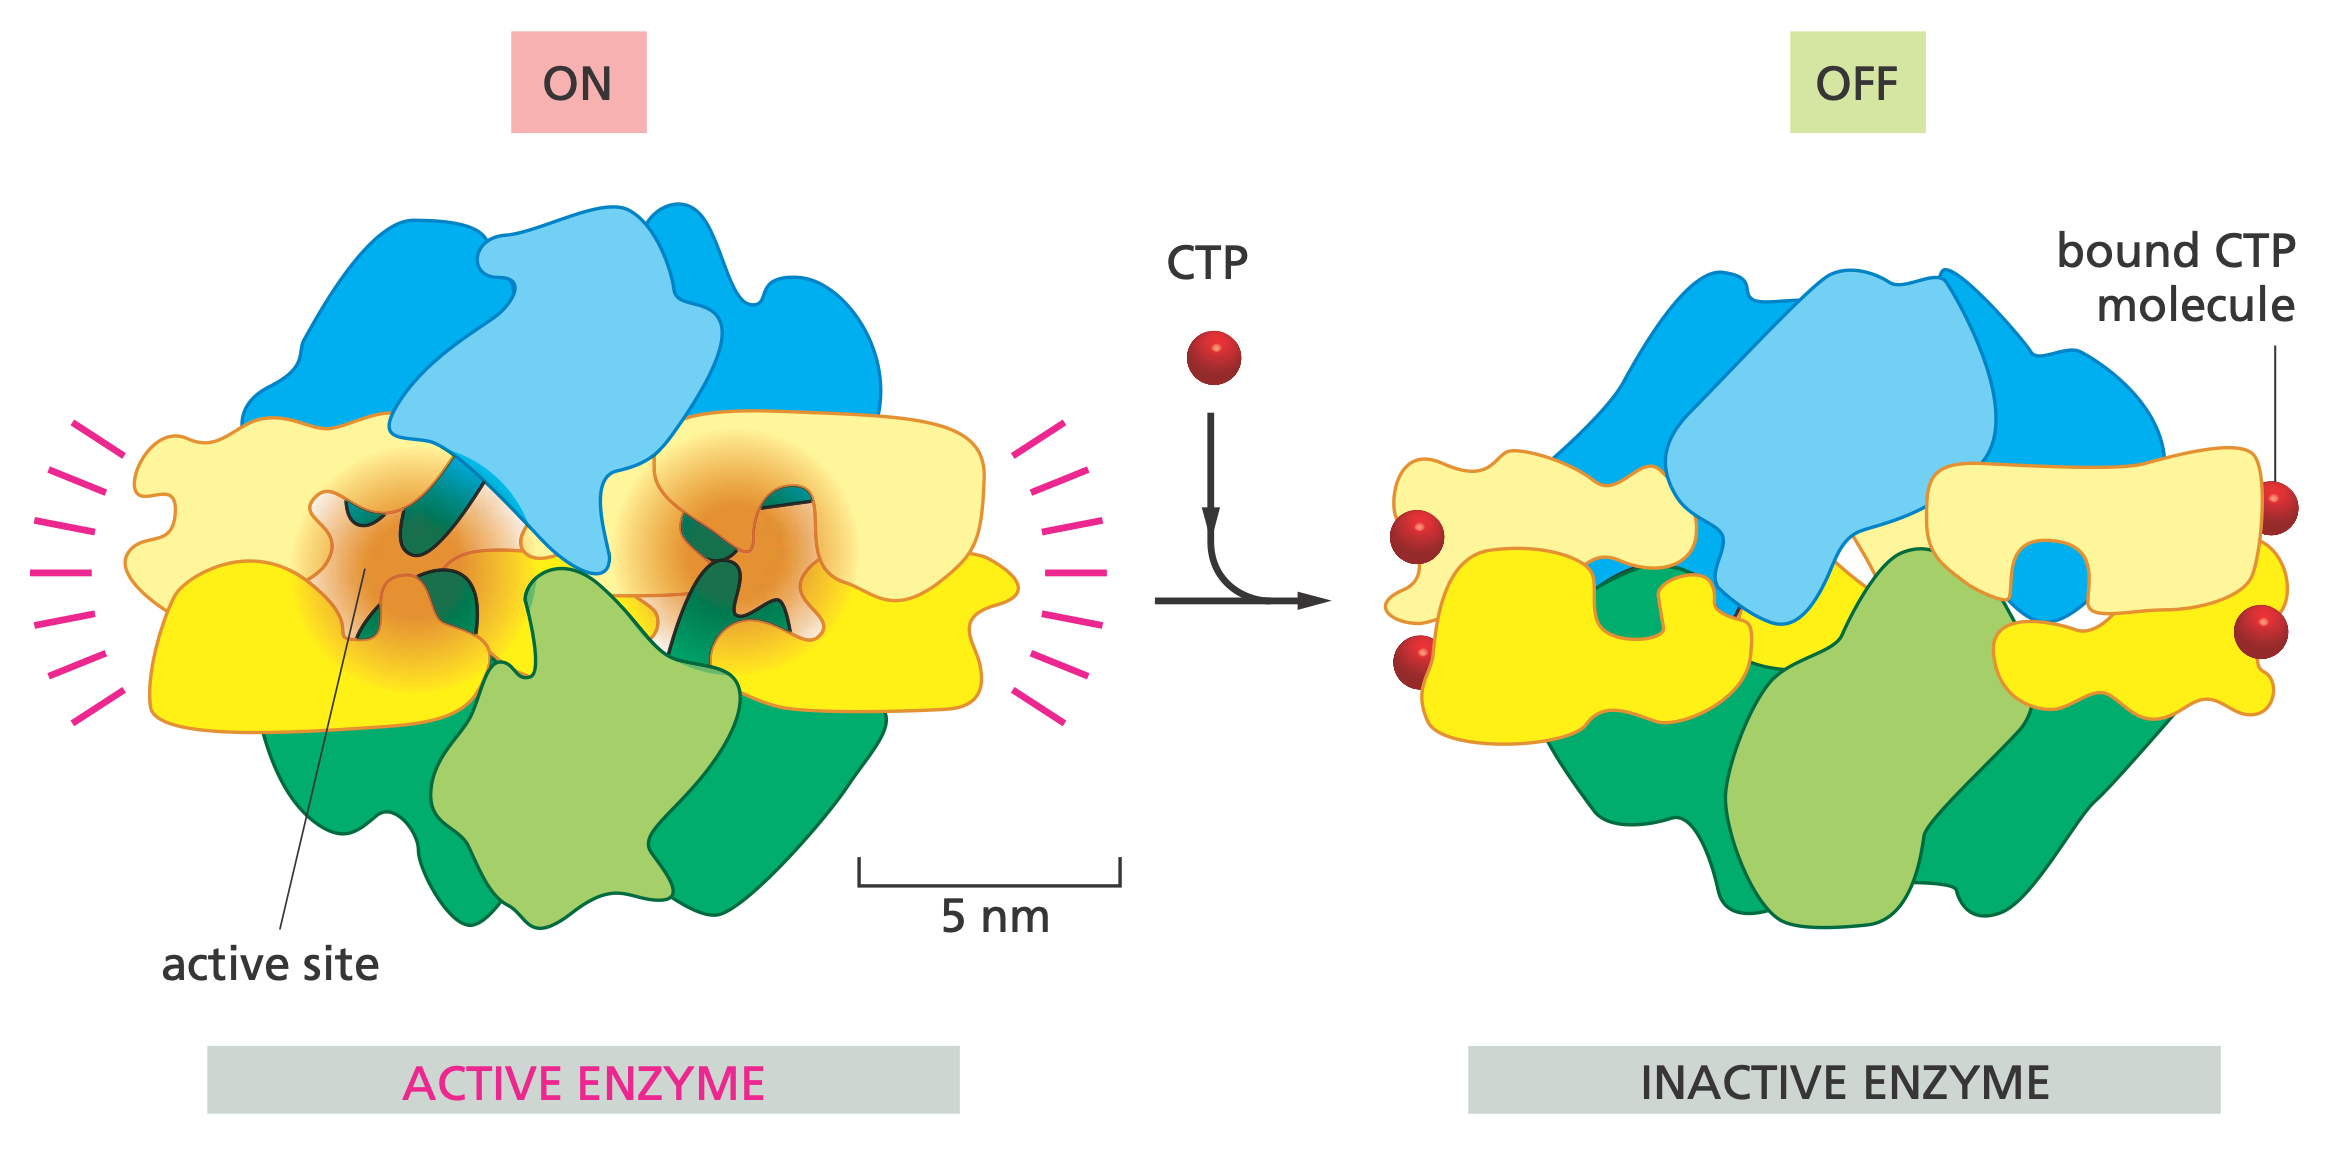 ON
OFF
CTP
bound CTP
molecule
5 nm
active site
ACTIVE ENZYME
INACTIVE ENZYME